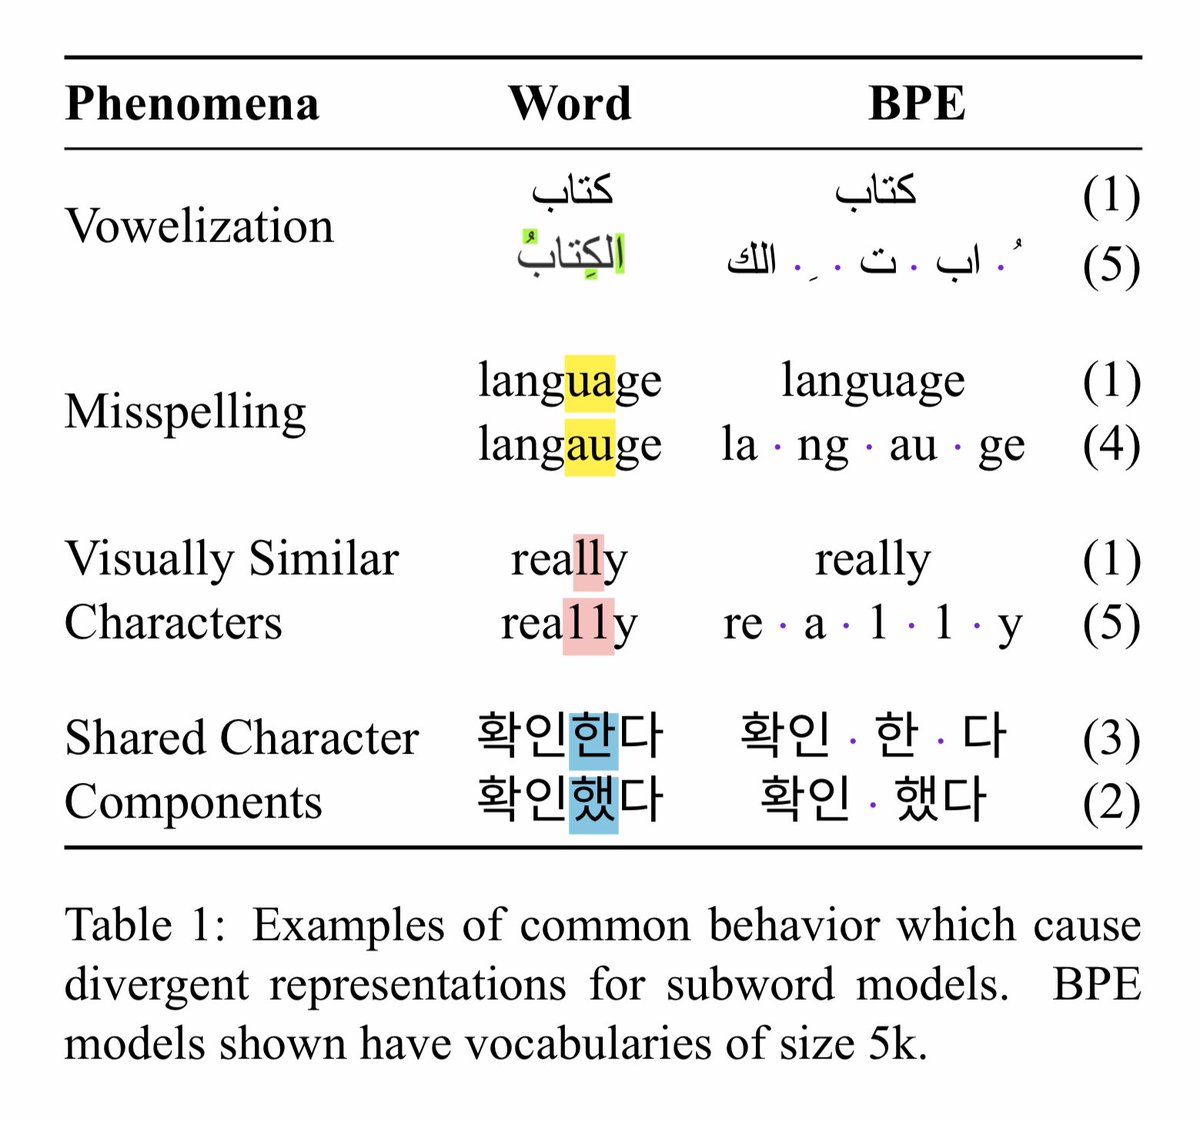 Phenomena Word BPE
Vowelization
كتاب كتاب (1)
الكِتابُ الك · ِ · ت · اب · ُ (5)
Misspelling
language language (1)
langauge la · ng · au · ge (4)
Visually Similar really really (1)
Characters rea11y re · a · 1 · 1 · y (5)
Shared Character 확인한다 확인 · 한 · 다 (3)
Components 확인했다 확인 · 했다 (2)
Table 1: Examples of common behavior which cause
divergent representations for subword models. BPE
models shown have vocabularies of size 5k.